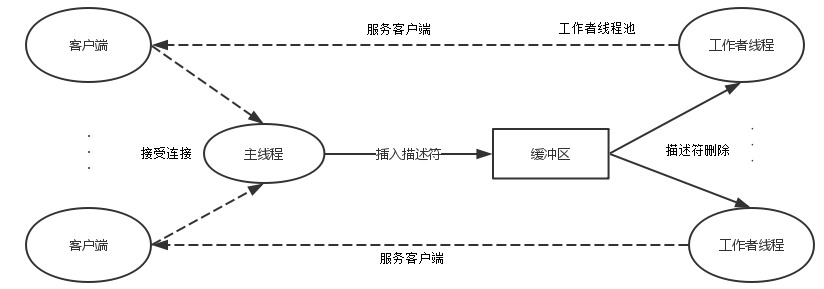 服务客户端
工作者线程池
客户端
工作者线程
接受连接
主线程
插入描述符
缓冲区
描述符删除
客户端
工作者线程
服务客户端